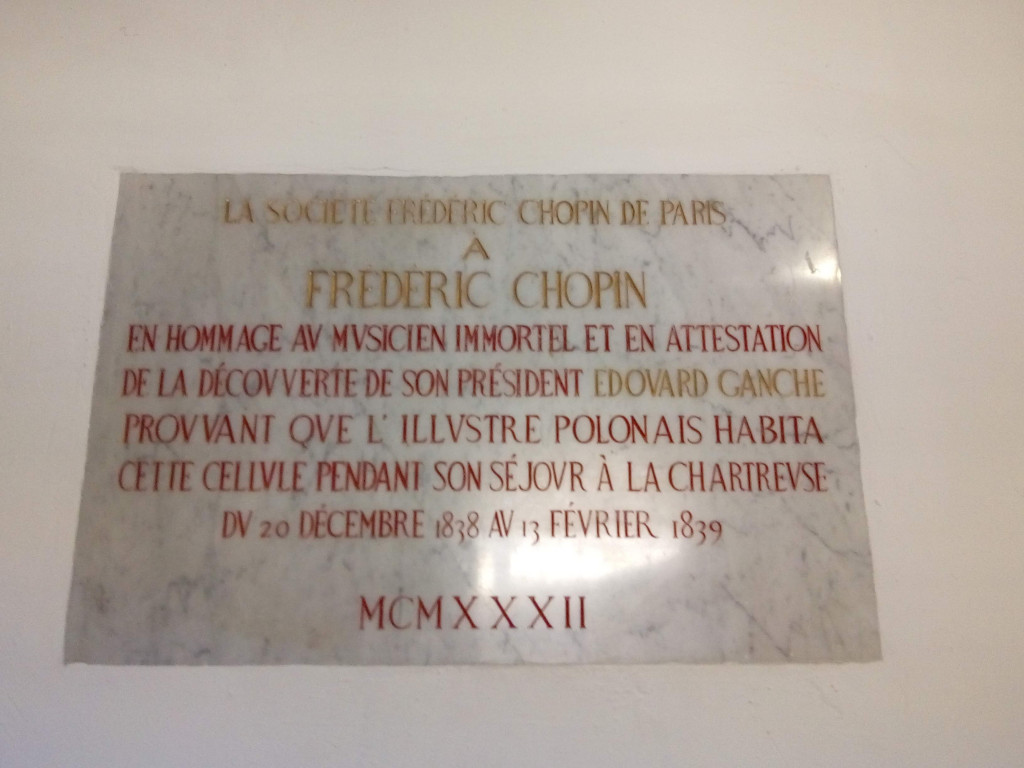 LA SOCIÉTÉ FRÉDÉRIC CHOPIN DE PARIS
À
FRÉDÉRIC CHOPIN
EN HOMMAGE AV MVSICIEN IMMORTEL ET EN ATTESTATION
DE LA DÉCOVVERTE DE SON PRÉSIDENT EDOVARD GANCHE
PROVVANT QVE L' ILLVSTRE POLONAIS HABITA
CETTE CELLVLE PENDANT SON SÉJOVR À LA CHARTREVSE
DV 20 DÉCEMBRE 1838 AV 13 FÉVRIER 1839
MCMXXXII